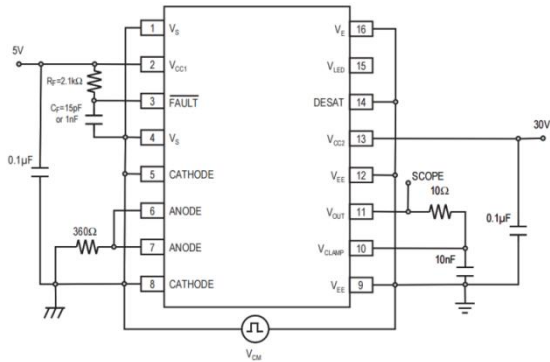 1 V_S
2 V_CC1
3 FAULT
4 V_S
5 CATHODE
6 ANODE
7 ANODE
8 CATHODE
V_E 16
V_LED 15
DESAT 14
V_CC2 13
V_EE 12
V_OUT 11
V_CLAMP 10
V_EE 9
5V
R_F=2.1kΩ
C_F=15pF
or 1nF
0.1µF
360Ω
30V
SCOPE
10Ω
0.1µF
10nF
V_CM